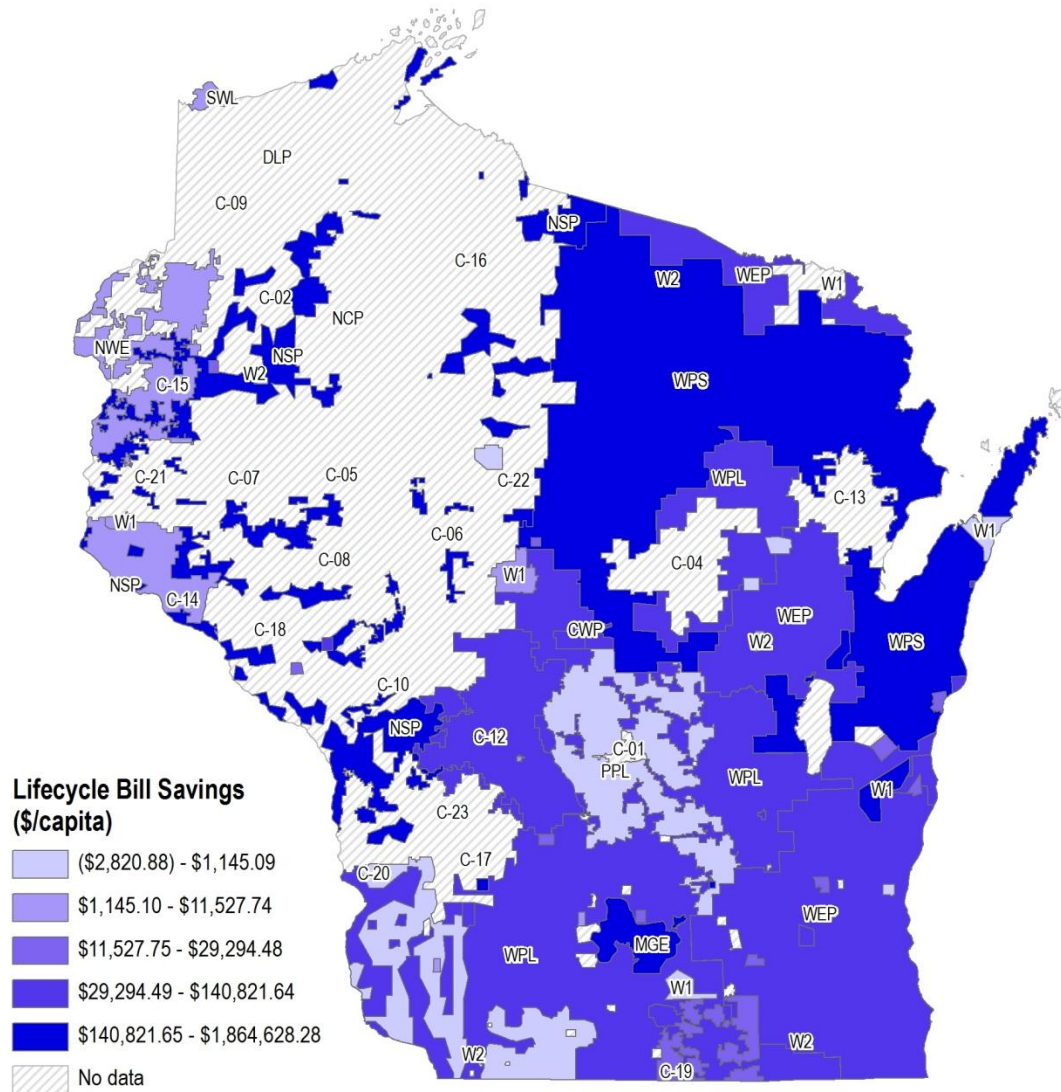 SWL
DLP
C-09
NSP
C-16
W2
WEP
W1
C-02
NCP
NWE
NSP
W2
C-15
WPS
C-21
C-07
C-05
C-22
WPL
C-13
W1
C-06
W1
C-08
W1
C-04
NSP
C-14
C-18
CWP
WEP
W2
WPS
C-10
NSP
C-12
C-01
PPL
WPL
W1
Lifecycle Bill Savings
($/capita)
($2,820.88) - $1,145.09
$1,145.10 - $11,527.74
$11,527.75 - $29,294.48
$29,294.49 - $140,821.64
$140,821.65 - $1,864,628.28
No data
C-23
C-17
C-20
WEP
WPL
MGE
W1
W2
W2
C-19